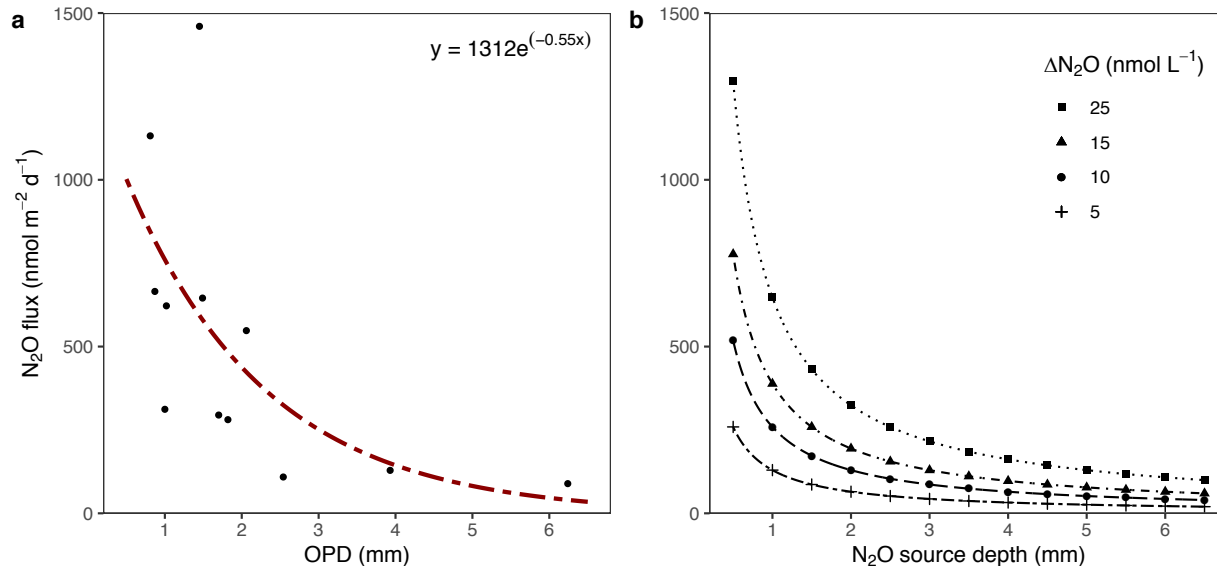 a
y = 1312e^(−0.55x)
N₂O flux (nmol m⁻² d⁻¹)
1500
1000
500
0
1 2 3 4 5 6
OPD (mm)
b
ΔN₂O (nmol L⁻¹)
25
15
10
5
1500
1000
500
0
1 2 3 4 5 6
N₂O source depth (mm)